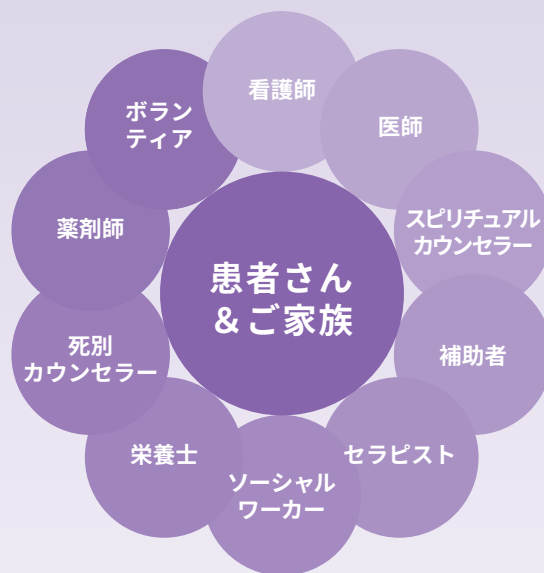 看護師
医師
スピリチュアル
カウンセラー
補助者
セラピスト
ソーシャル
ワーカー
栄養士
死別
カウンセラー
薬剤師
ボラン
ティア
患者さん
&ご家族